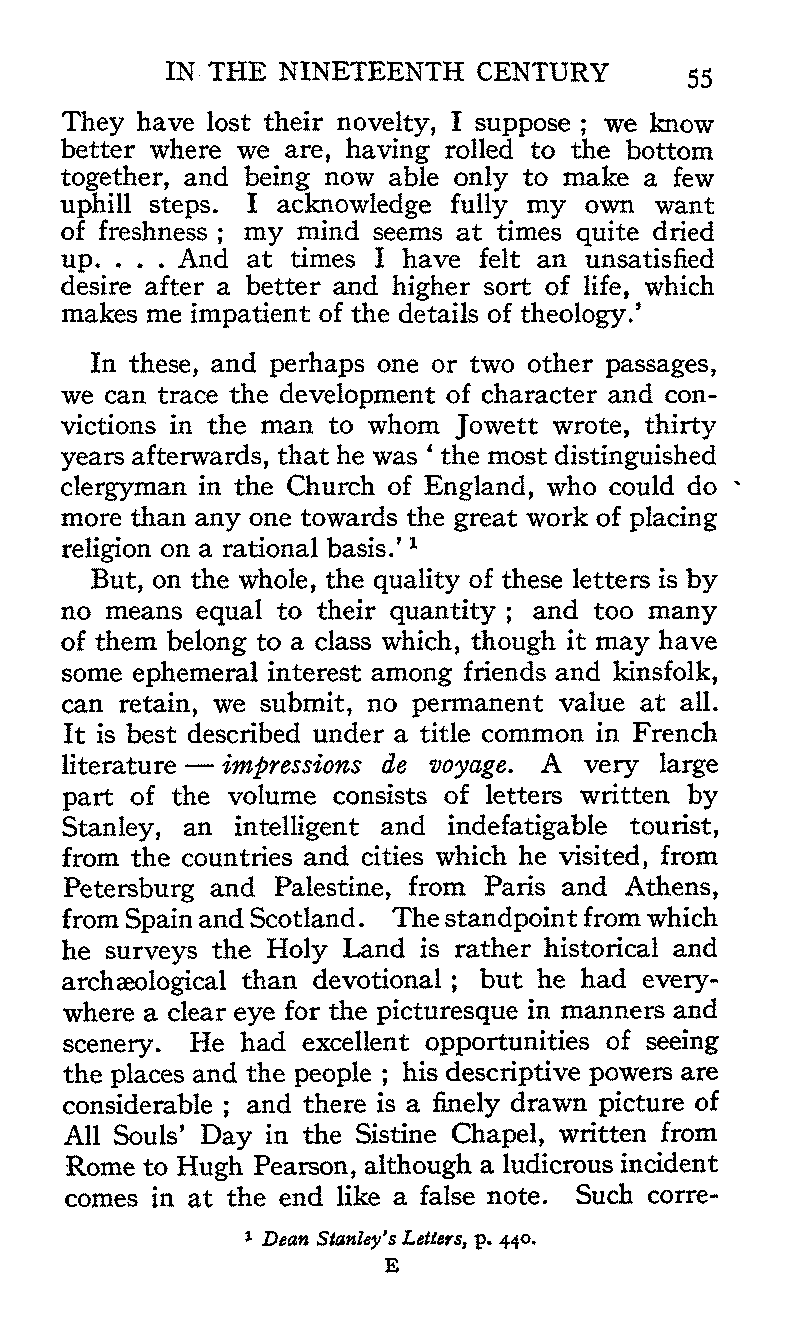 IN THE NINETEENTH CENTURY 55
They have lost their novelty, I suppose ; we know
better where we are, having rolled to the bottom
together, and being now able only to make a few
uphill steps. I acknowledge fully my own want
of freshness ; my mind seems at times quite dried
up. . . . And at times I have felt an unsatisfied
desire after a better and higher sort of life, which
makes me impatient of the details of theology.’
In these, and perhaps one or two other passages,
we can trace the development of character and con-
victions in the man to whom Jowett wrote, thirty
years afterwards, that he was ‘ the most distinguished
clergyman in the Church of England, who could do
more than any one towards the great work of placing
religion on a rational basis.’ ¹
But, on the whole, the quality of these letters is by
no means equal to their quantity ; and too many
of them belong to a class which, though it may have
some ephemeral interest among friends and kinsfolk,
can retain, we submit, no permanent value at all.
It is best described under a title common in French
literature — impressions de voyage. A very large
part of the volume consists of letters written by
Stanley, an intelligent and indefatigable tourist,
from the countries and cities which he visited, from
Petersburg and Palestine, from Paris and Athens,
from Spain and Scotland. The standpoint from which
he surveys the Holy Land is rather historical and
archæological than devotional ; but he had every-
where a clear eye for the picturesque in manners and
scenery. He had excellent opportunities of seeing
the places and the people ; his descriptive powers are
considerable ; and there is a finely drawn picture of
All Souls’ Day in the Sistine Chapel, written from
Rome to Hugh Pearson, although a ludicrous incident
comes in at the end like a false note. Such corre-
¹ Dean Stanley’s Letters, p. 440.
E